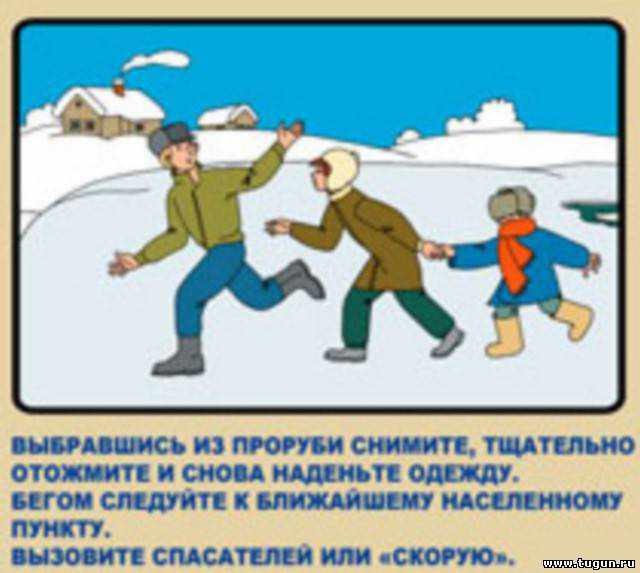 ВЫБРАВШИСЬ ИЗ ПРОРУБИ СНИМИТЕ, ТЩАТЕЛЬНО
ОТОЖМИТЕ И СНОВА НАДЕНЬТЕ ОДЕЖДУ.
БЕГОМ СЛЕДУЙТЕ К БЛИЖАЙШЕМУ НАСЕЛЕННОМУ
ПУНКТУ.
ВЫЗОВИТЕ СПАСАТЕЛЕЙ ИЛИ «СКОРУЮ».
www.tugun.ru